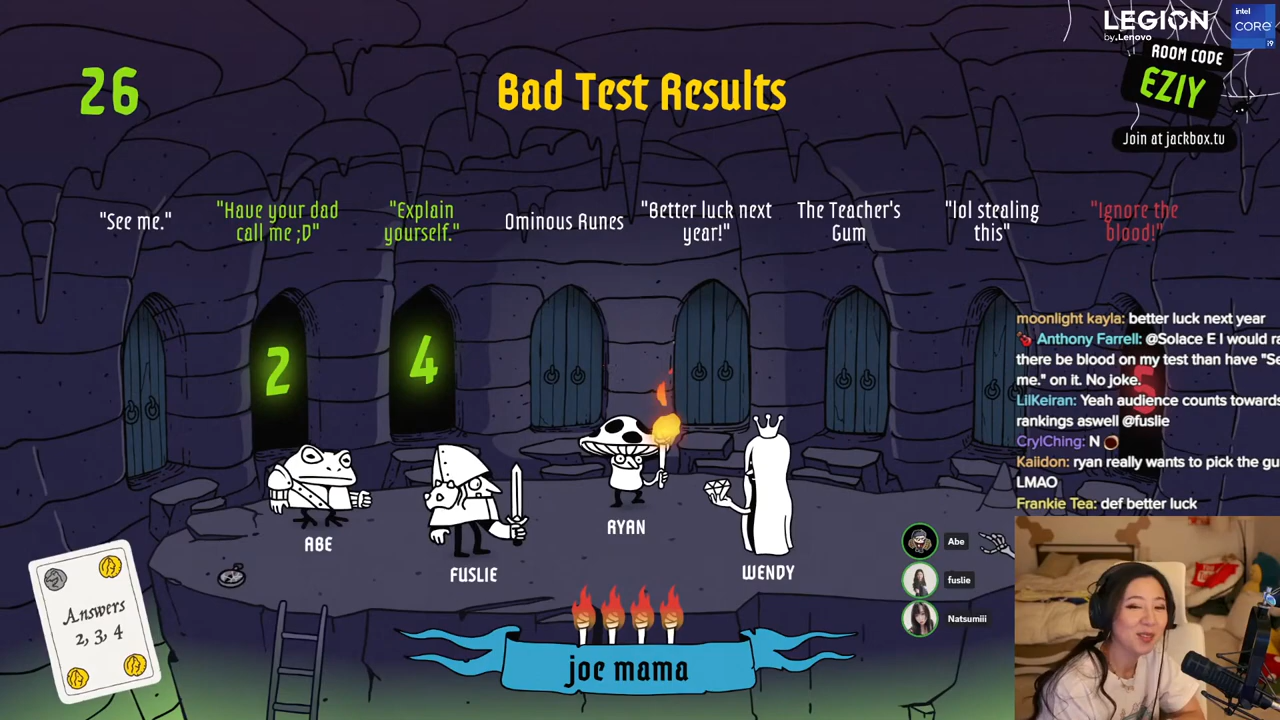 LEGION
by Lenovo
intel
CORE
i9
ROOM CODE
EZIY
Join at jackbox.tv
26
Bad Test Results
"See me."
"Have your dad
call me ;D"
"Explain
yourself."
Ominous Runes
"Better luck next
year!"
The Teacher's
Gum
"lol stealing
this"
"Ignore the
blood!"
2
4
5
moonlight kayla: better luck next year
Anthony Farrell: @Solace E I would ra
there be blood on my test than have "Se
me." on it. No joke.
LilKeiran: Yeah audience counts towards
rankings aswell @fuslie
CrylChing: N
Kaiidon: ryan really wants to pick the gu
LMAO
Frankie Tea: def better luck
ABE
FUSLIE
RYAN
WENDY
Abe
fuslie
Natsumiii
Answers
2, 3, 4
joe mama